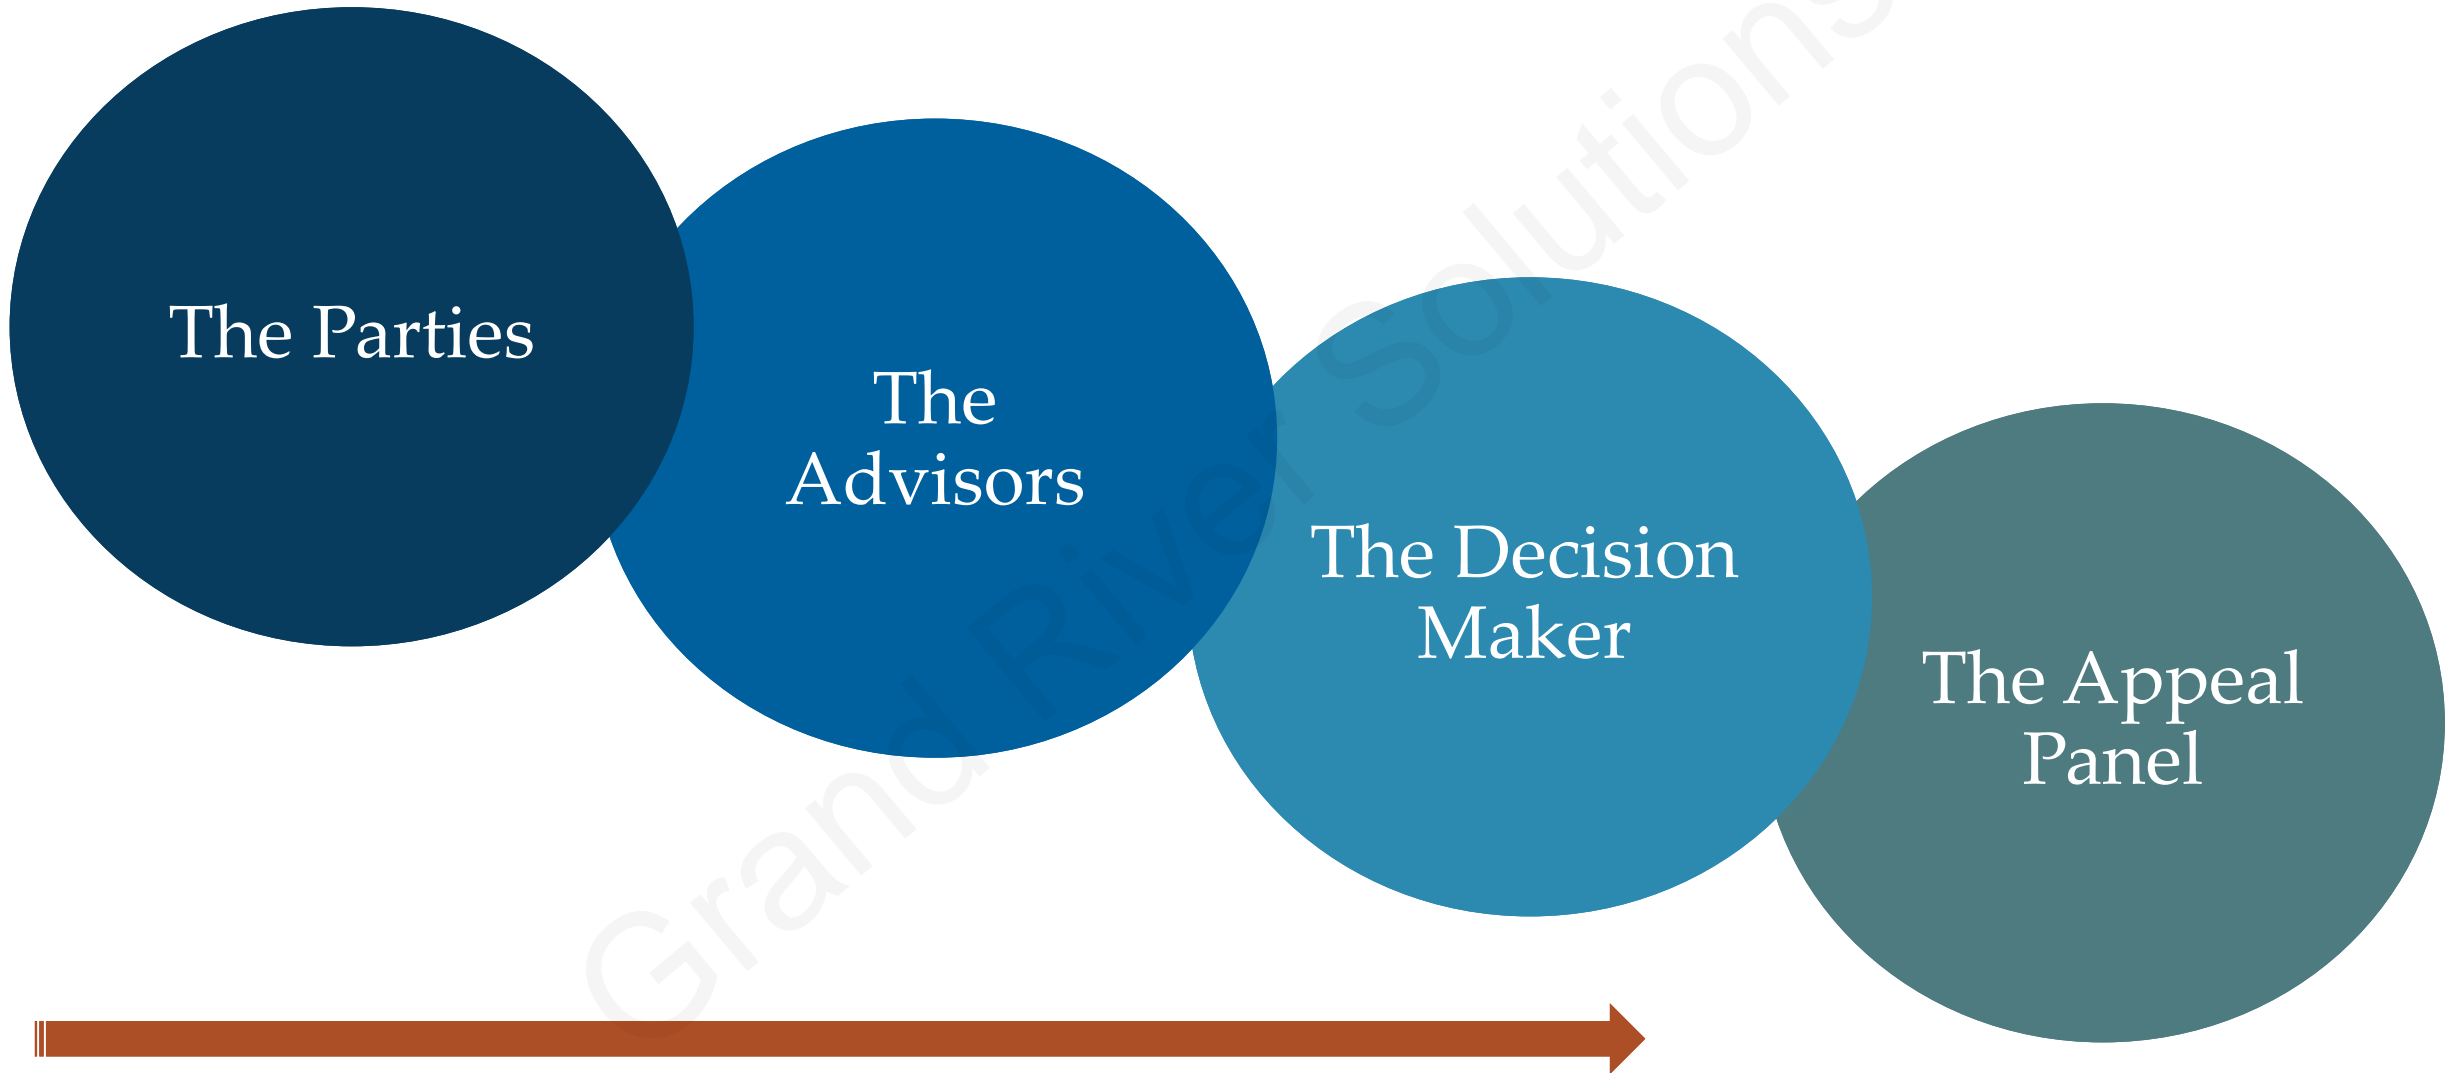 The Parties
The
Advisors
The Decision
Maker
The Appeal
Panel
Grand River Solutions